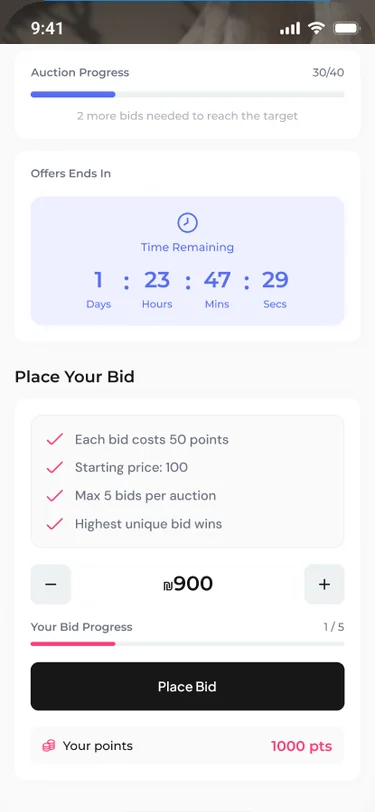 9:41
Auction Progress 30/40
2 more bids needed to reach the target
Offers Ends In
Time Remaining
1 : 23 : 47 : 29
Days Hours Mins Secs
Place Your Bid
Each bid costs 50 points
Starting price: 100
Max 5 bids per auction
Highest unique bid wins
− ₪900 +
Your Bid Progress 1 / 5
Place Bid
Your points 1000 pts